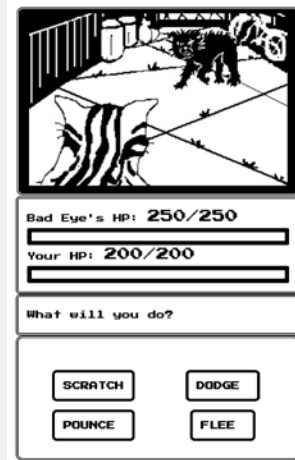 Bad Eye's HP: 250/250
Your HP: 200/200
What will you do?
SCRATCH
DODGE
POUNCE
FLEE